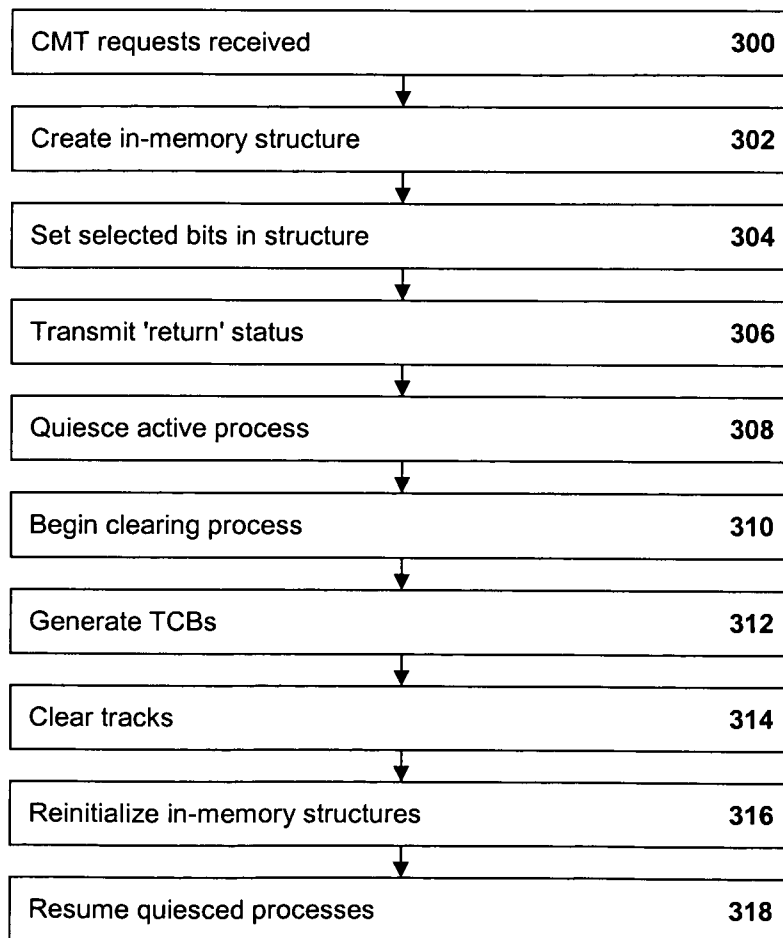 CMT requests received 300
Create in-memory structure 302
Set selected bits in structure 304
Transmit 'return' status 306
Quiesce active process 308
Begin clearing process 310
Generate TCBs 312
Clear tracks 314
Reinitialize in-memory structures 316
Resume quiesced processes 318